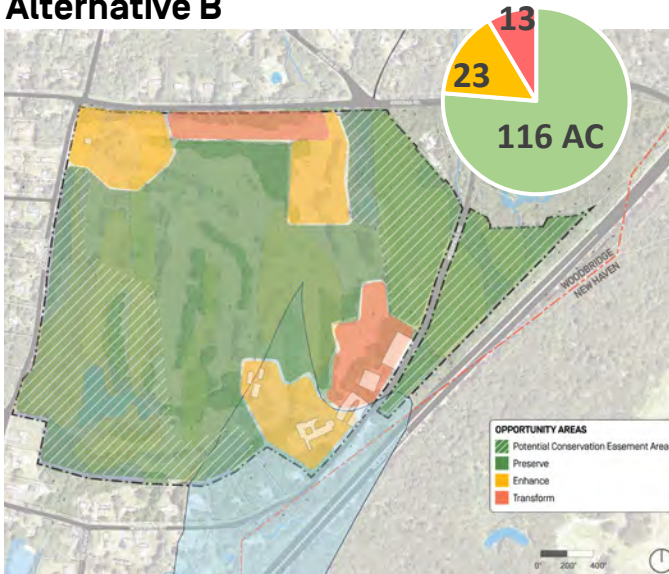 Alternative B
13
23
116 AC
WOODBRIDGE
NEW HAVEN
OPPORTUNITY AREAS
Potential Conservation Easement Area
Preserve
Enhance
Transform
0' 200' 400'